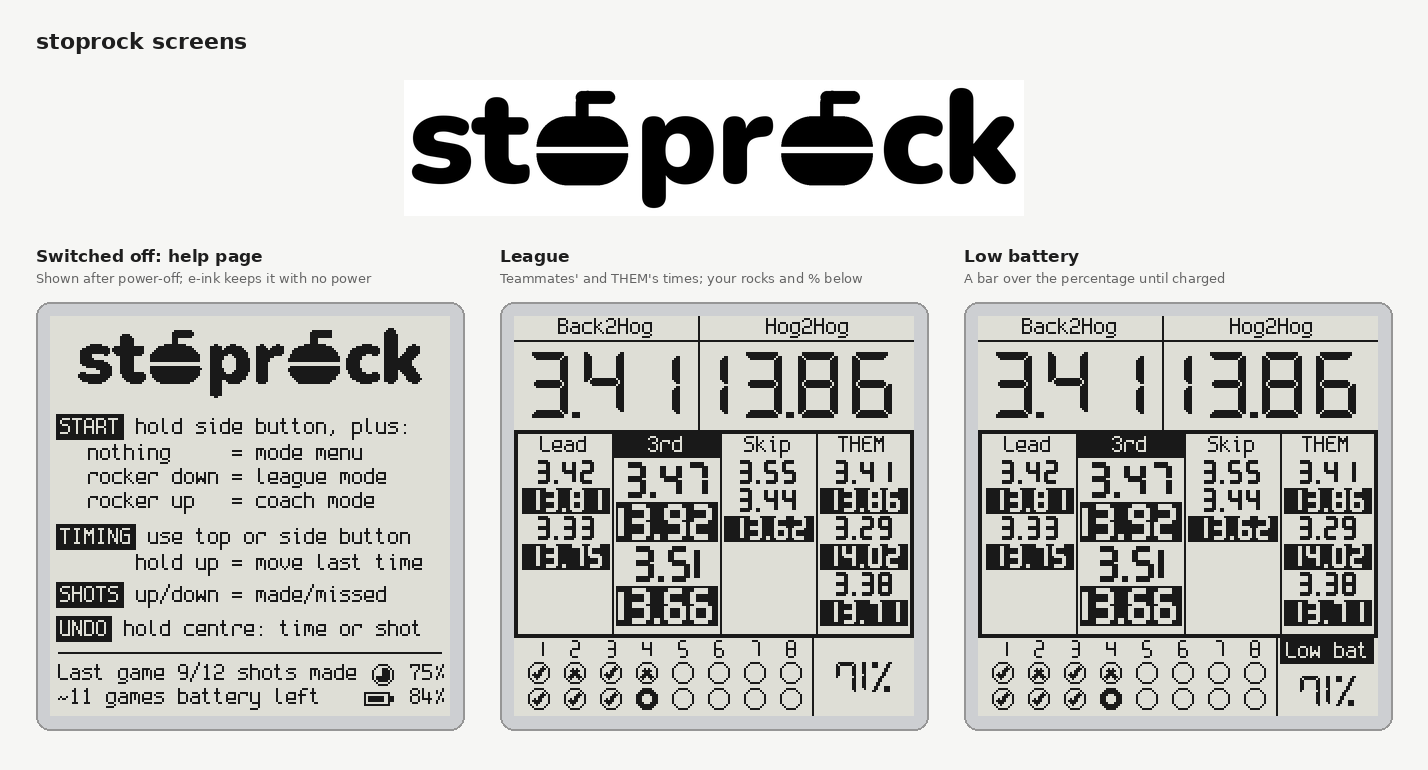 stoprock screens
stoprock
Switched off: help page
Shown after power-off; e-ink keeps it with no power
stoprock
START hold side button, plus:
nothing = mode menu
rocker down = league mode
rocker up = coach mode
TIMING use top or side button
hold up = move last time
SHOTS up/down = made/missed
UNDO hold centre: time or shot
Last game 9/12 shots made 75%
~11 games battery left 84%
League
Teammates' and THEM's times; your rocks and % below
Back2Hog Hog2Hog
3.41 13.86
Lead 3rd Skip THEM
3.42 3.47 3.55 3.41
13.81 13.92 3.44 13.86
3.33 3.51 13.62 3.29
13.15 13.66 14.02
3.38
13.71
1 2 3 4 5 6 7 8
71%
Low battery
A bar over the percentage until charged
Back2Hog Hog2Hog
3.41 13.86
Lead 3rd Skip THEM
3.42 3.47 3.55 3.41
13.81 13.92 3.44 13.86
3.33 3.51 13.62 3.29
13.15 13.66 14.02
3.38
13.71
1 2 3 4 5 6 7 8
Low bat
71%